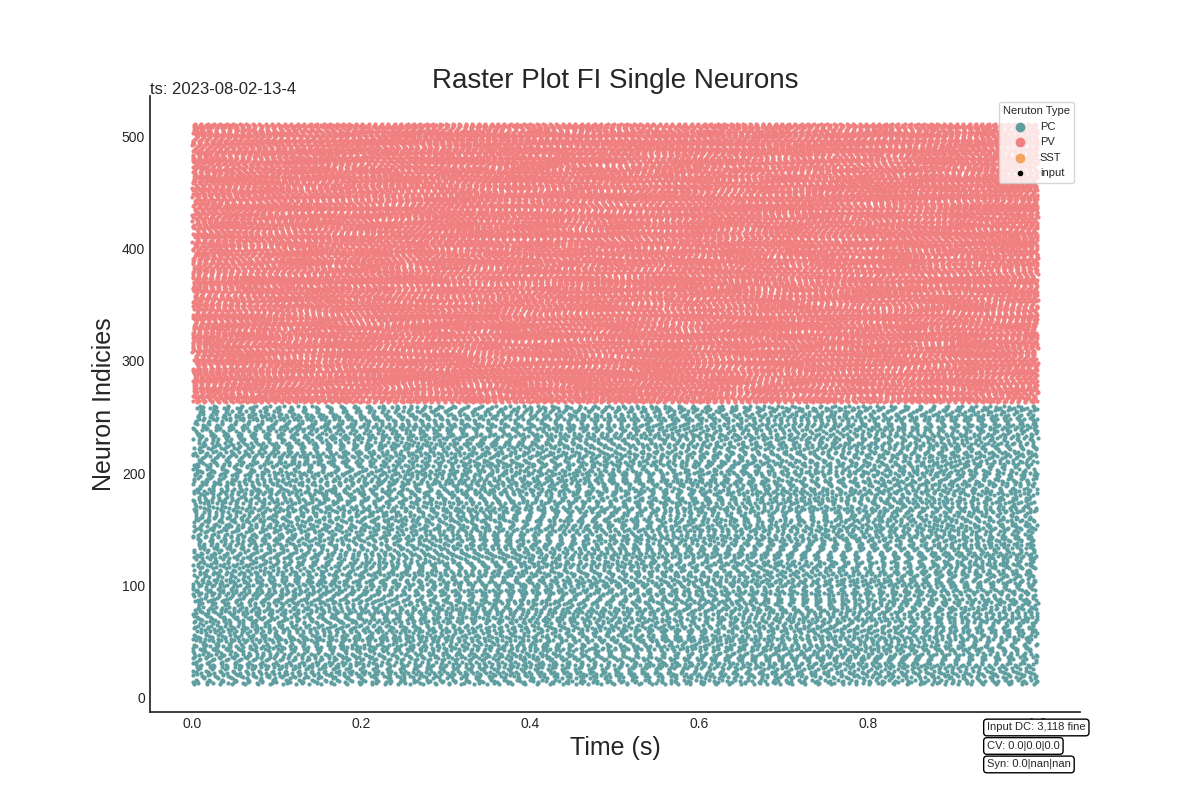 Raster Plot FI Single Neurons
ts: 2023-08-02-13-4
Neruton Type
PC
PV
SST
input
500
400
300
200
100
0
Neuron Indicies
0.0 0.2 0.4 0.6 0.8
Time (s)
Input DC: 3,118 fine
CV: 0.0|0.0|0.0
Syn: 0.0|nan|nan